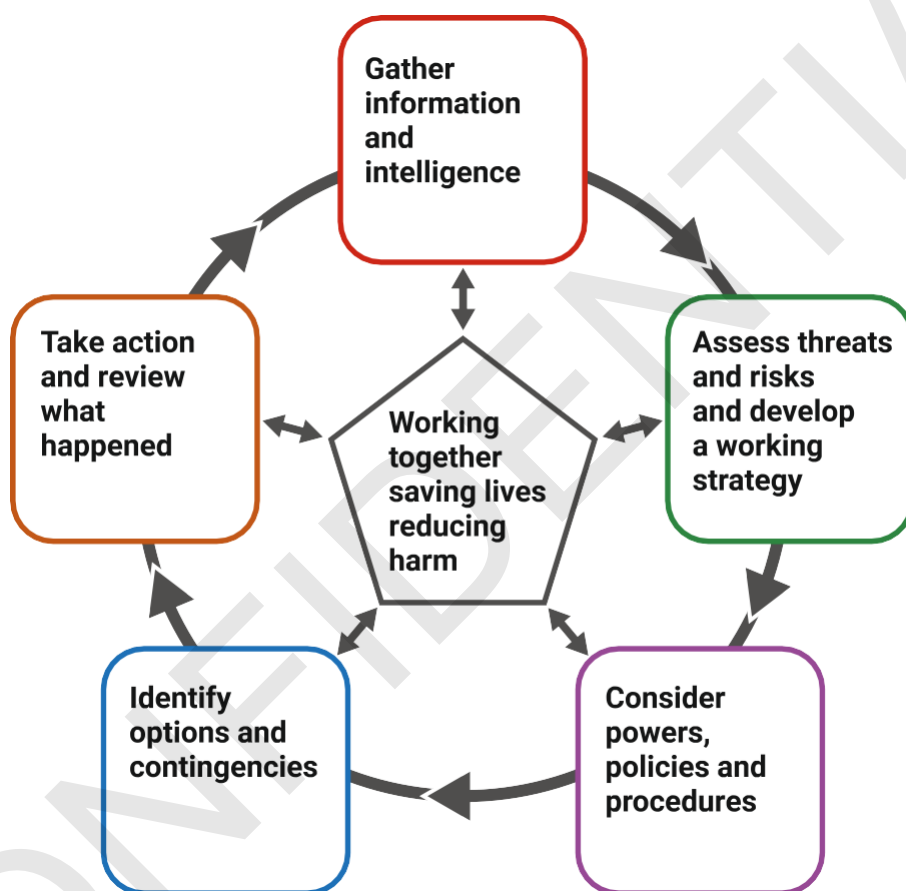 Gather
information
and
intelligence
Assess threats
and risks
and develop
a working
strategy
Consider
powers,
policies and
procedures
Identify
options and
contingencies
Take action
and review
what
happened
Working
together
saving lives
reducing
harm
ONFIDENTI